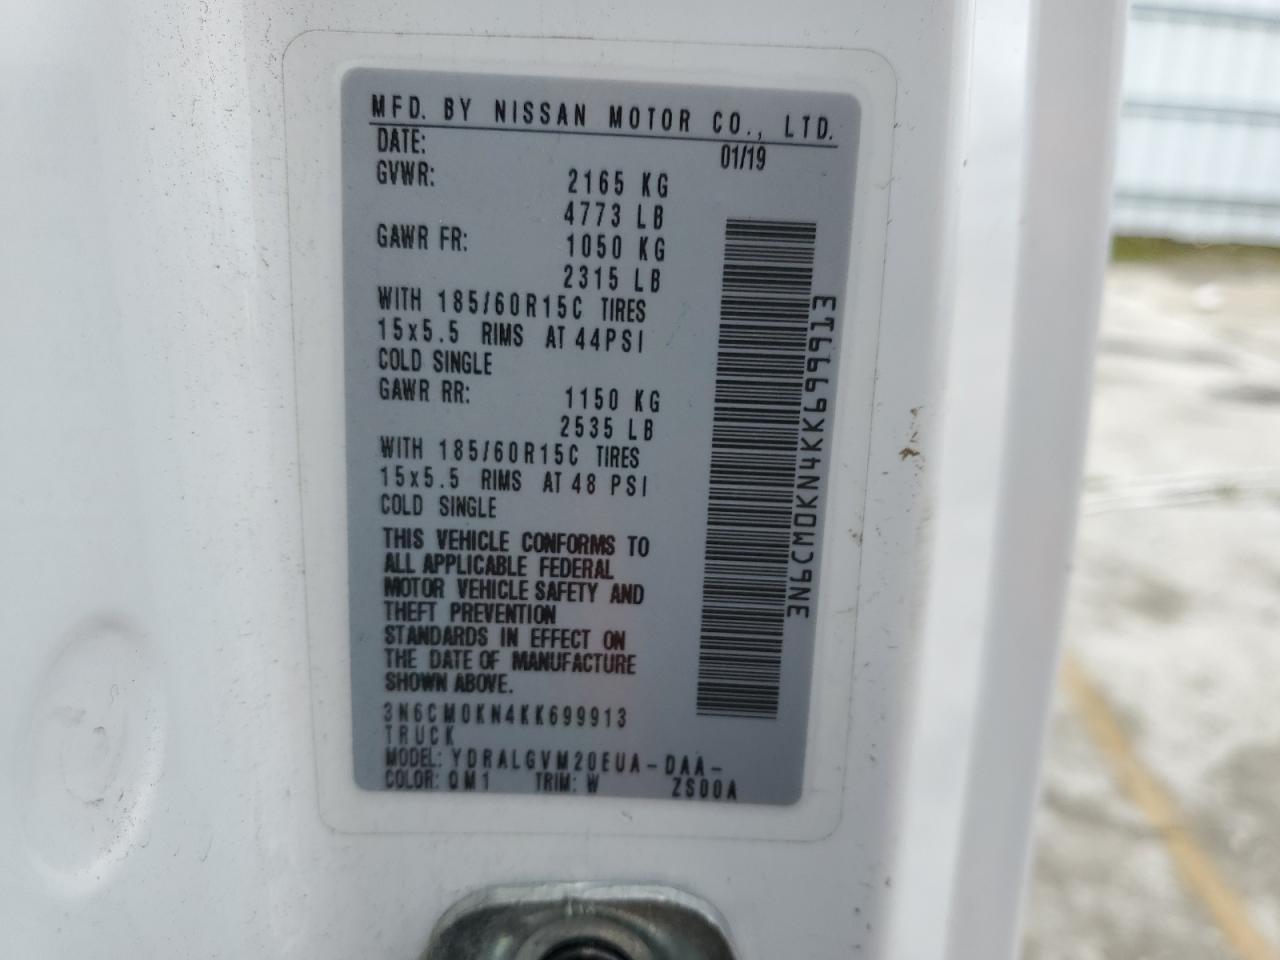 MFD. BY NISSAN MOTOR CO., LTD.
DATE: 01/19
GVWR: 2165 KG
4773 LB
GAWR FR: 1050 KG
2315 LB
WITH 185/60R15C TIRES
15x5.5 RIMS AT 44PSI
COLD SINGLE
GAWR RR: 1150 KG
2535 LB
WITH 185/60R15C TIRES
15x5.5 RIMS AT 48 PSI
COLD SINGLE
THIS VEHICLE CONFORMS TO
ALL APPLICABLE FEDERAL
MOTOR VEHICLE SAFETY AND
THEFT PREVENTION
STANDARDS IN EFFECT ON
THE DATE OF MANUFACTURE
SHOWN ABOVE.
3N6CM0KN4KK699913
TRUCK
MODEL: YDRALGVM20EUA-DAA-
COLOR: QM1 TRIM: W ZS00A
3N6CM0KN4KK699913